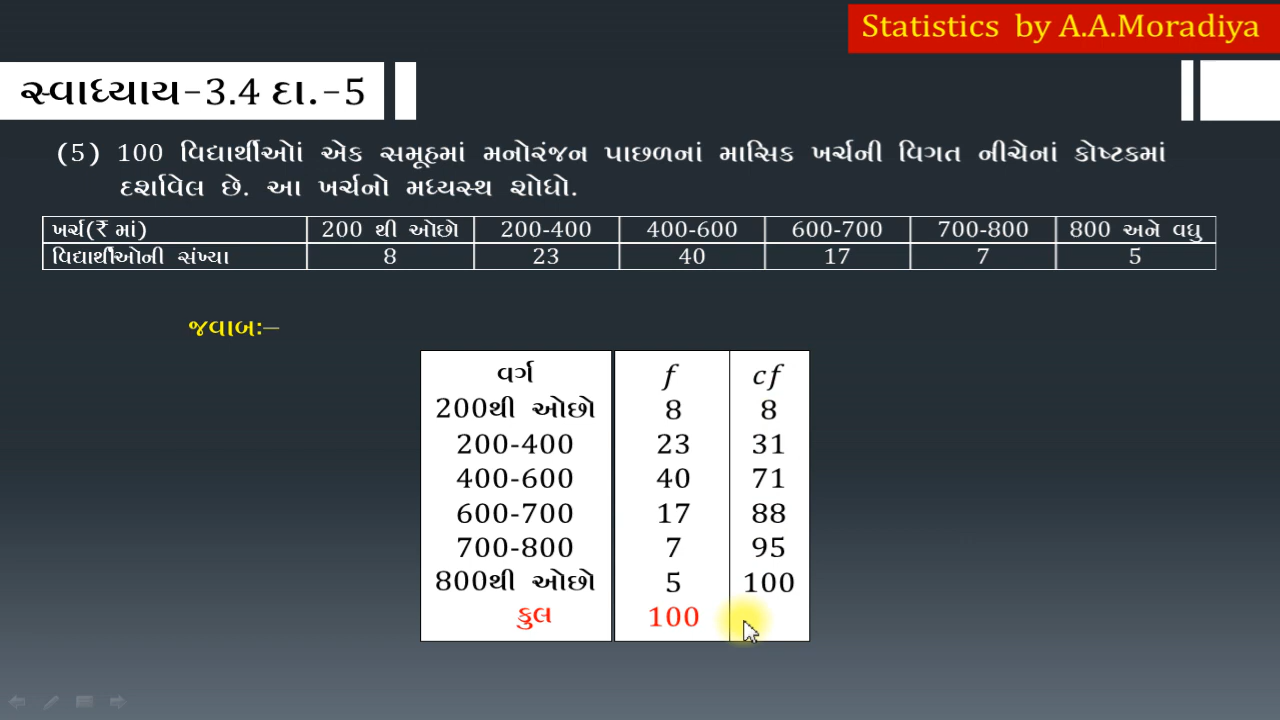 Statistics by A.A.Moradiya
સ્વાધ્યાય-3.4 દા.-5
(5) 100 વિદ્યાર્થીઓાં એક સમૂહમાં મનોરંજન પાછળનાં માસિક ખર્ચની વિગત નીચેનાં કોષ્ટકમાં
દર્શાવેલ છે. આ ખર્ચનો મધ્યસ્થ શોધો.
ખર્ચ(₹ માં) 200 થી ઓછો 200-400 400-600 600-700 700-800 800 અને વધુ
વિદ્યાર્થીઓની સંખ્યા 8 23 40 17 7 5
જવાબ:–
વર્ગ f cf
200થી ઓછો 8 8
200-400 23 31
400-600 40 71
600-700 17 88
700-800 7 95
800થી ઓછો 5 100
કુલ 100